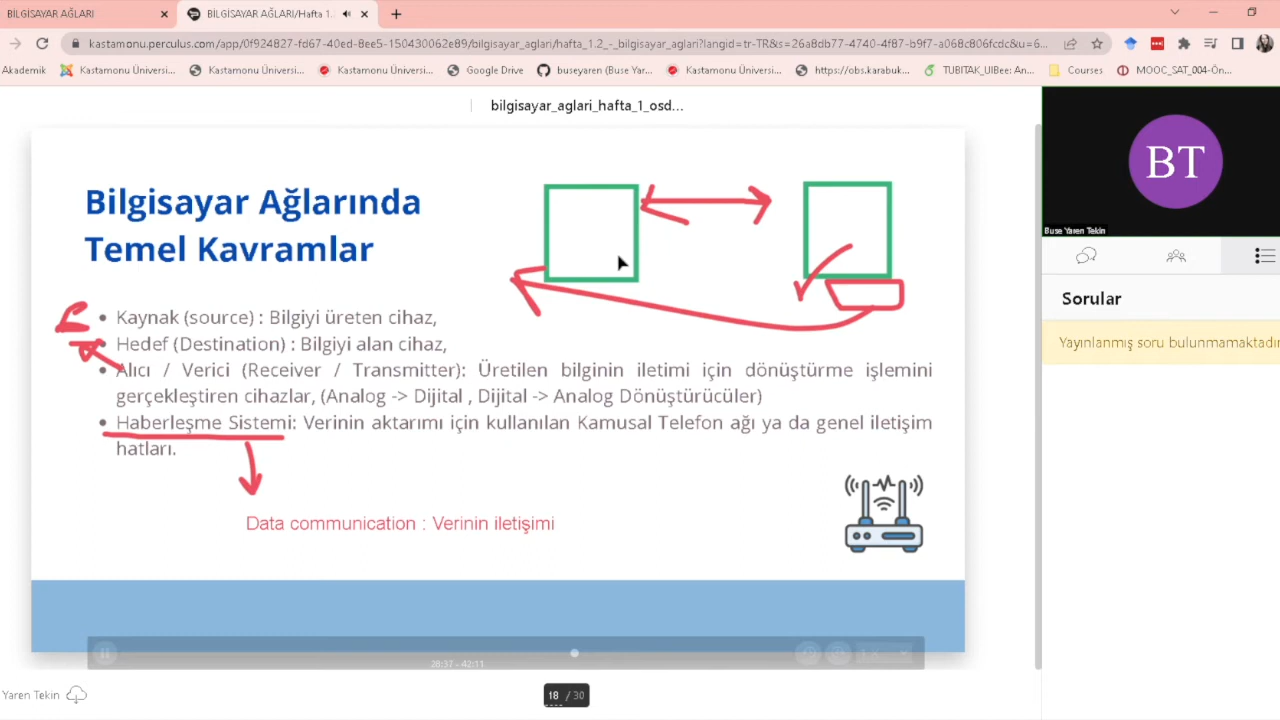 BİLGİSAYAR AĞLARI
BİLGİSAYAR AĞLARI/Hafta 1.
kastamonu.perculus.com/app/0f924827-fd67-40ed-8ee5-150430062ef9/bilgisayar_aglari/hafta_1.2_-_bilgisayar_aglari?langid=tr-TR&s=26a8db77-4740-4f87-b9f7-a068c806fcdc&u=6...
Akademik
Kastamonu Üniversi...
Kastamonu Üniversi...
Kastamonu Üniversi...
Google Drive
buseyaren (Buse Yar...
Kastamonu Üniversi...
https://obs.karabuk...
TUBITAK_UIBee: An...
Courses
MOOC_SAT_004-Ön...
bilgisayar_aglari_hafta_1_osd...
Bilgisayar Ağlarında
Temel Kavramlar
• Kaynak (source) : Bilgiyi üreten cihaz,
• Hedef (Destination) : Bilgiyi alan cihaz,
• Alıcı / Verici (Receiver / Transmitter): Üretilen bilginin iletimi için dönüştürme işlemini
gerçekleştiren cihazlar, (Analog -> Dijital , Dijital -> Analog Dönüştürücüler)
• Haberleşme Sistemi: Verinin aktarımı için kullanılan Kamusal Telefon ağı ya da genel iletişim
hatları.
Data communication : Verinin iletişimi
28:37 - 42:11
Yaren Tekin
18 / 30
BT
Buse Yaren Tekin
Sorular
Yayınlanmış soru bulunmamaktadır